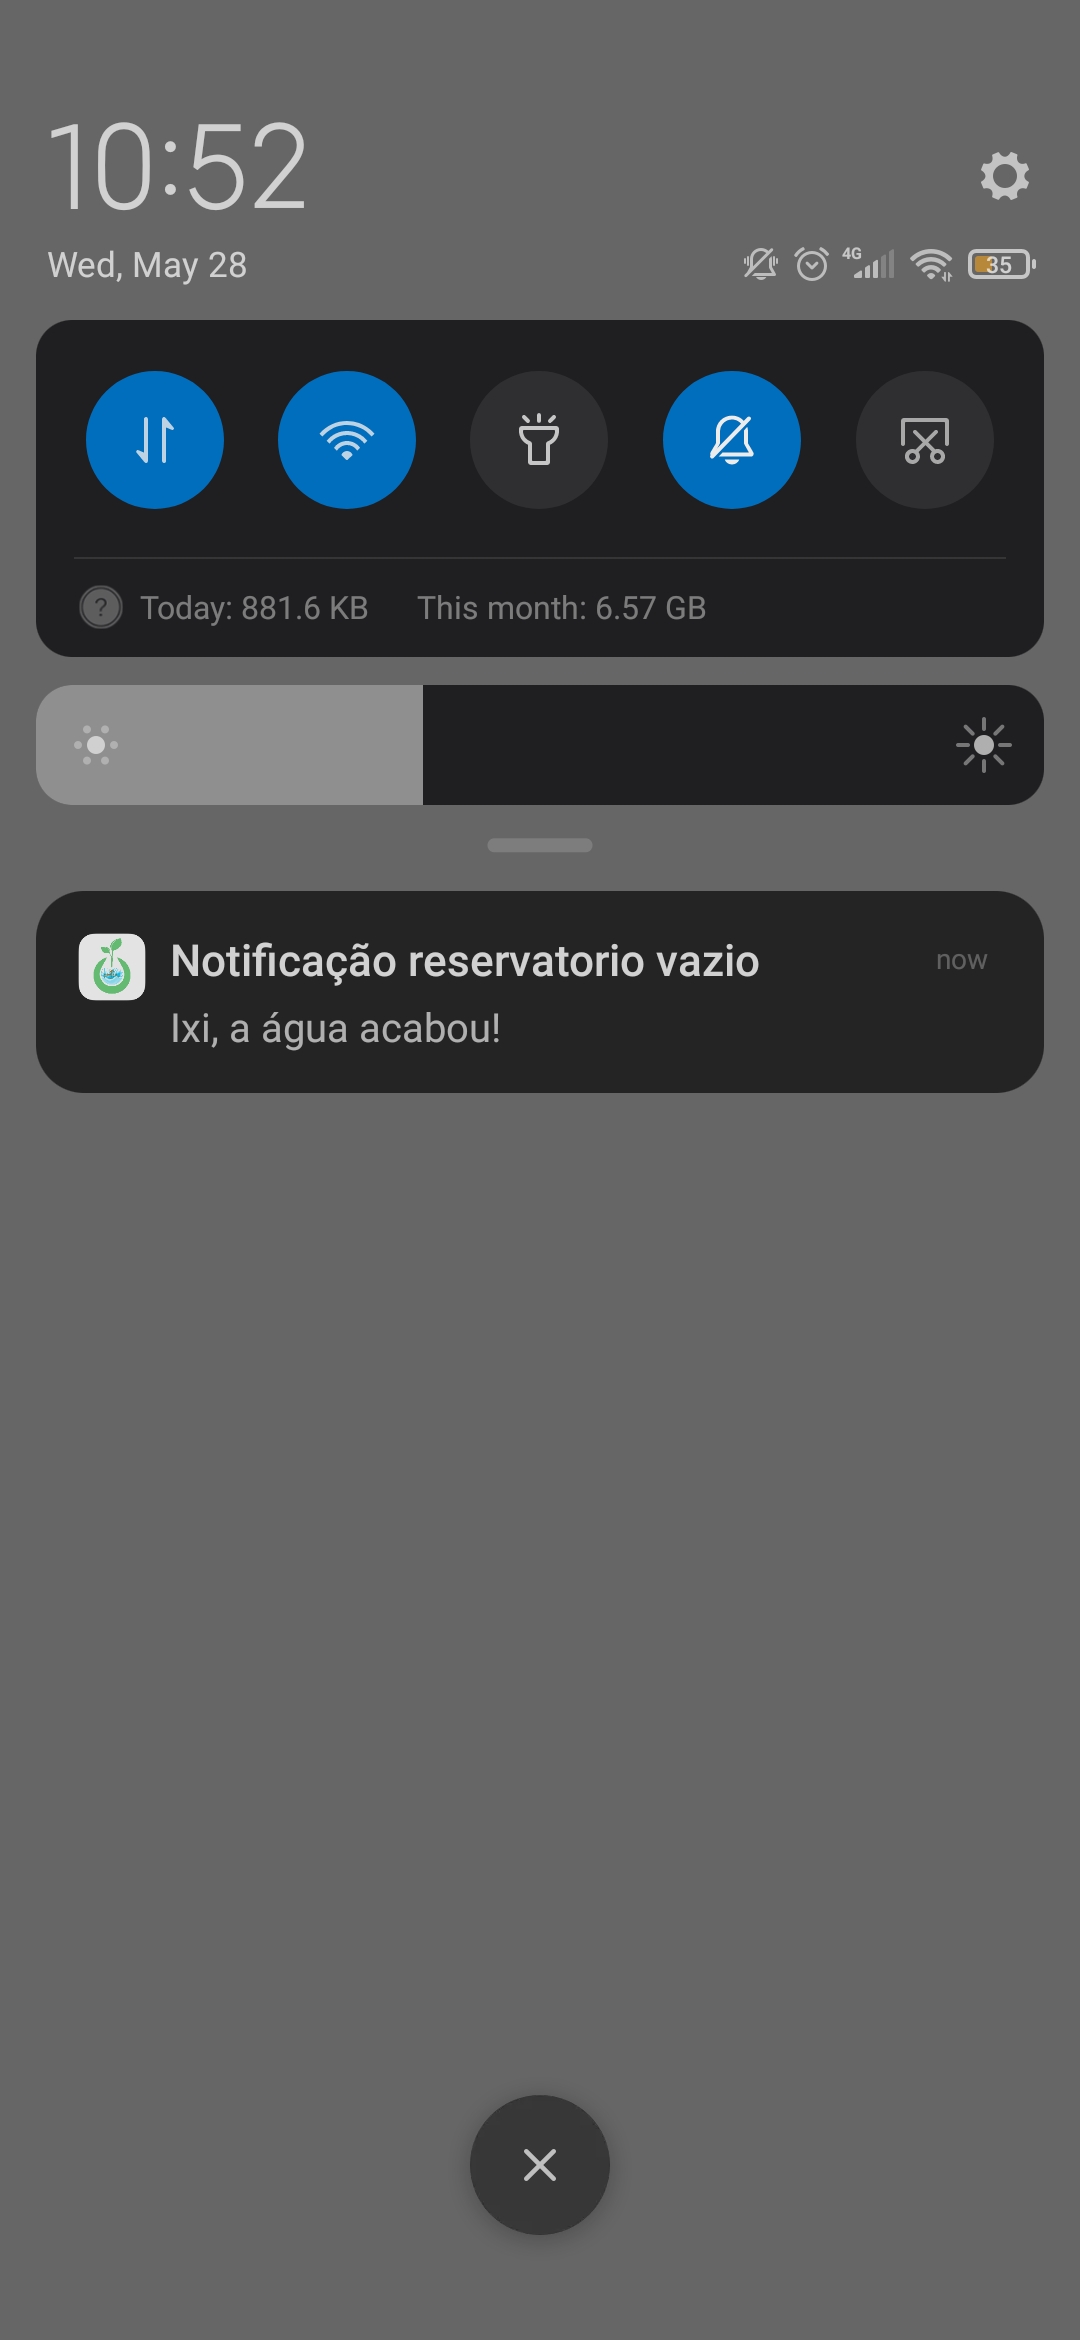 10:52
Wed, May 28
4G
35
? Today: 881.6 KB This month: 6.57 GB
Notificação reservatorio vazio
now
Ixi, a água acabou!